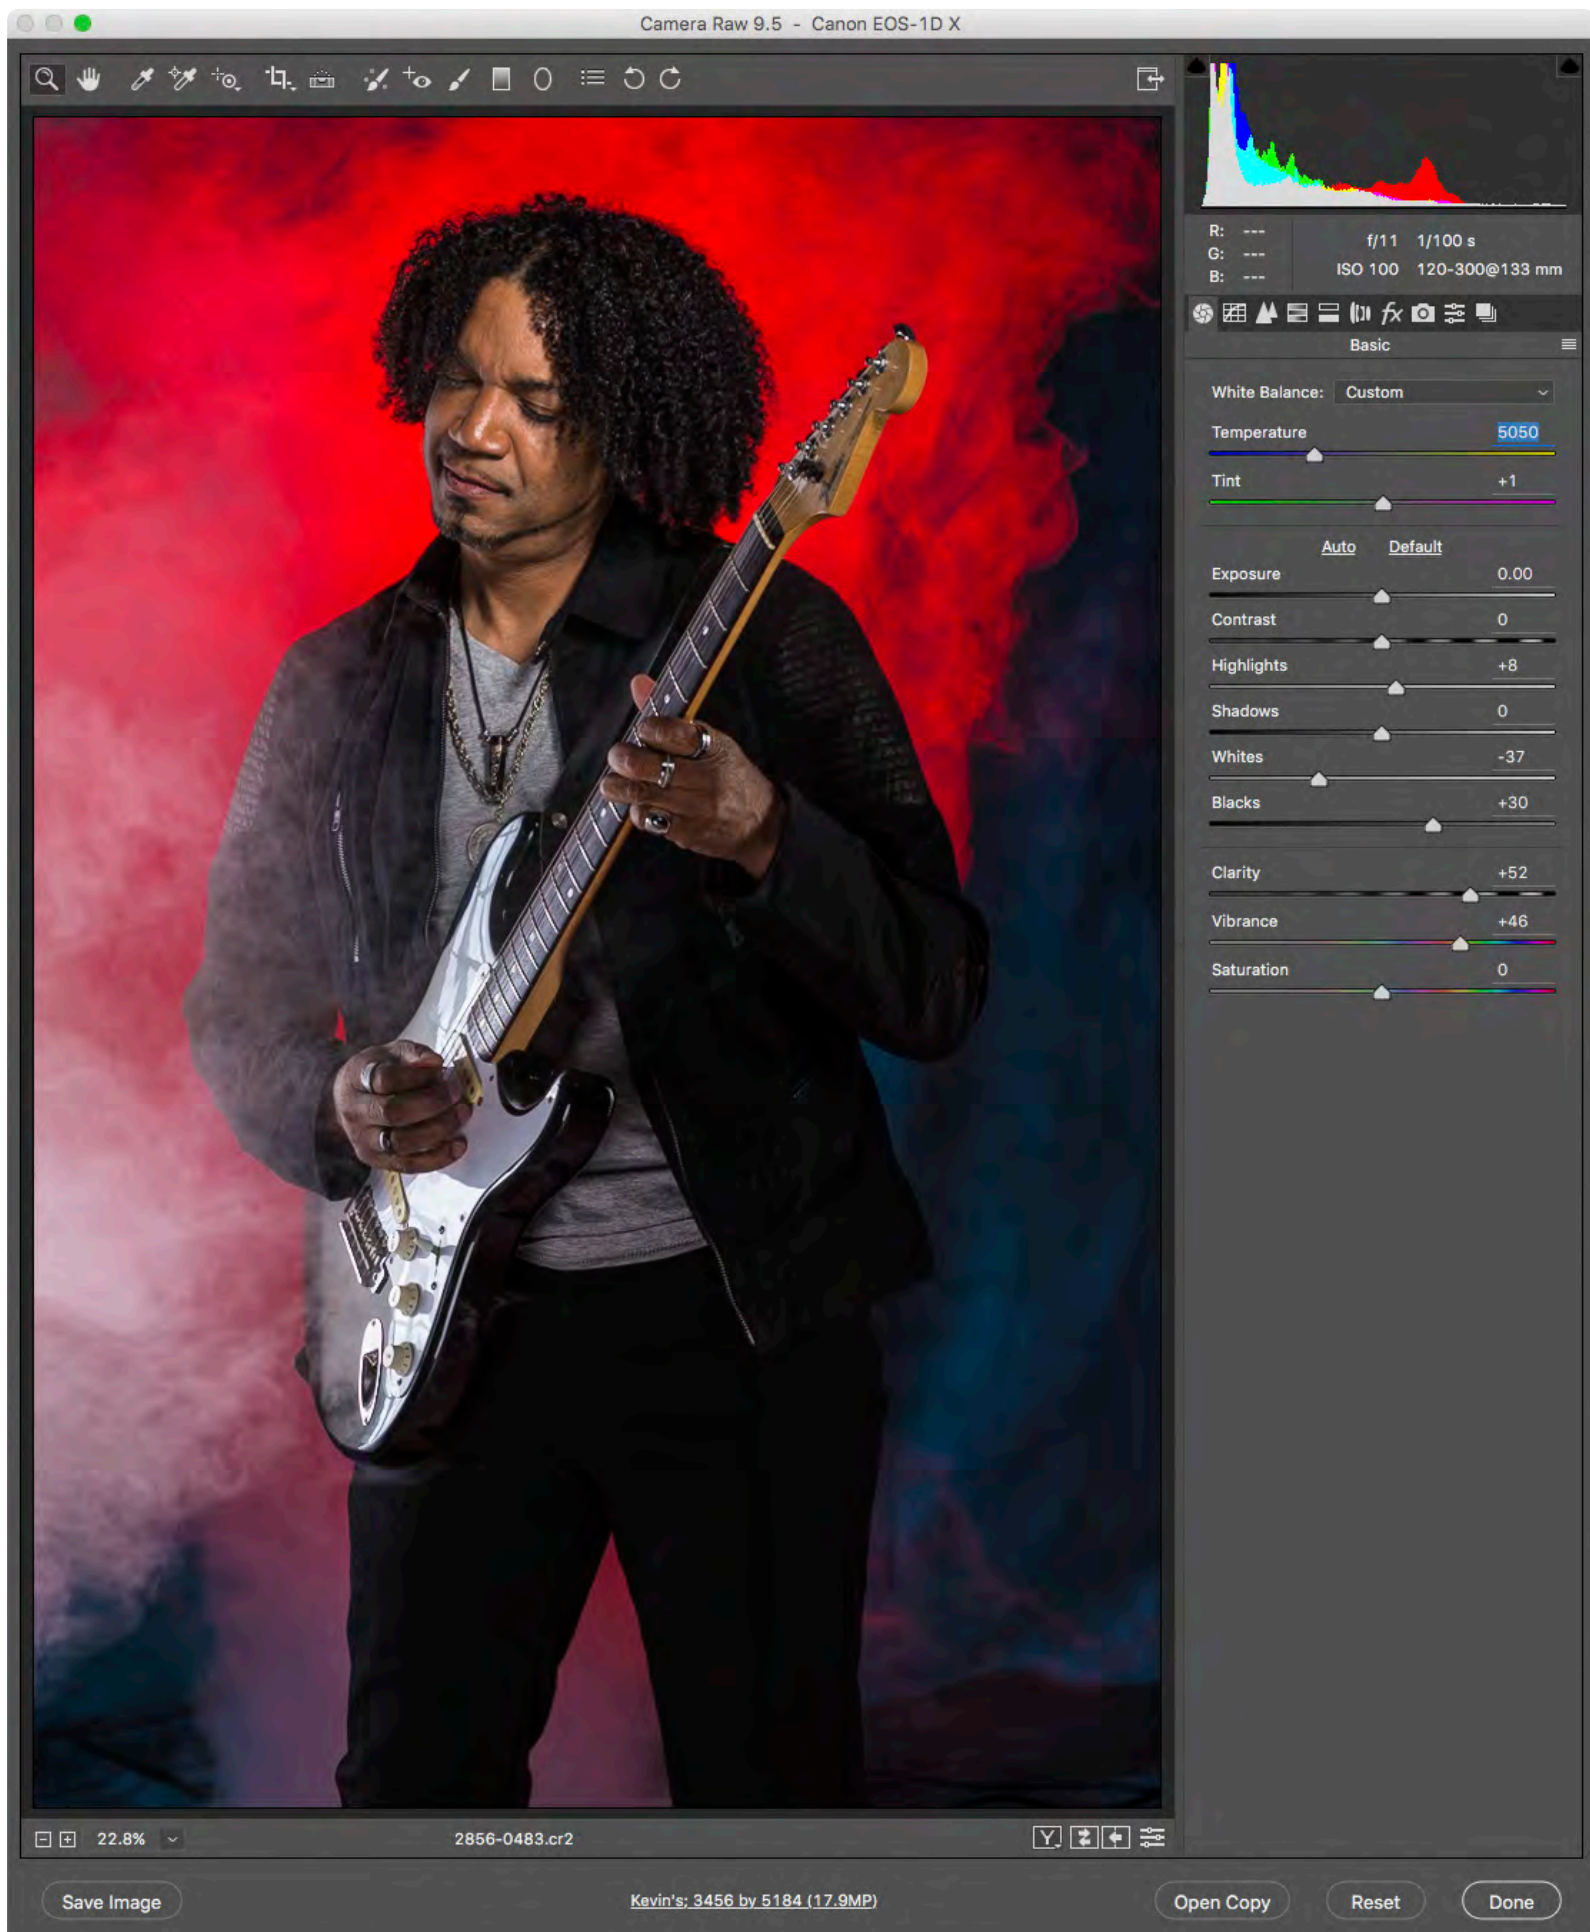 Camera Raw 9.5 - Canon EOS-1D X
R: ---
G: ---
B: ---
f/11 1/100 s
ISO 100 120-300@133 mm
fx
Basic
White Balance: Custom
Temperature 5050
Tint +1
Auto Default
Exposure 0.00
Contrast 0
Highlights +8
Shadows 0
Whites -37
Blacks +30
Clarity +52
Vibrance +46
Saturation 0
22.8%
2856-0483.cr2
Y
Save Image
Kevin's; 3456 by 5184 (17.9MP)
Open Copy
Reset
Done